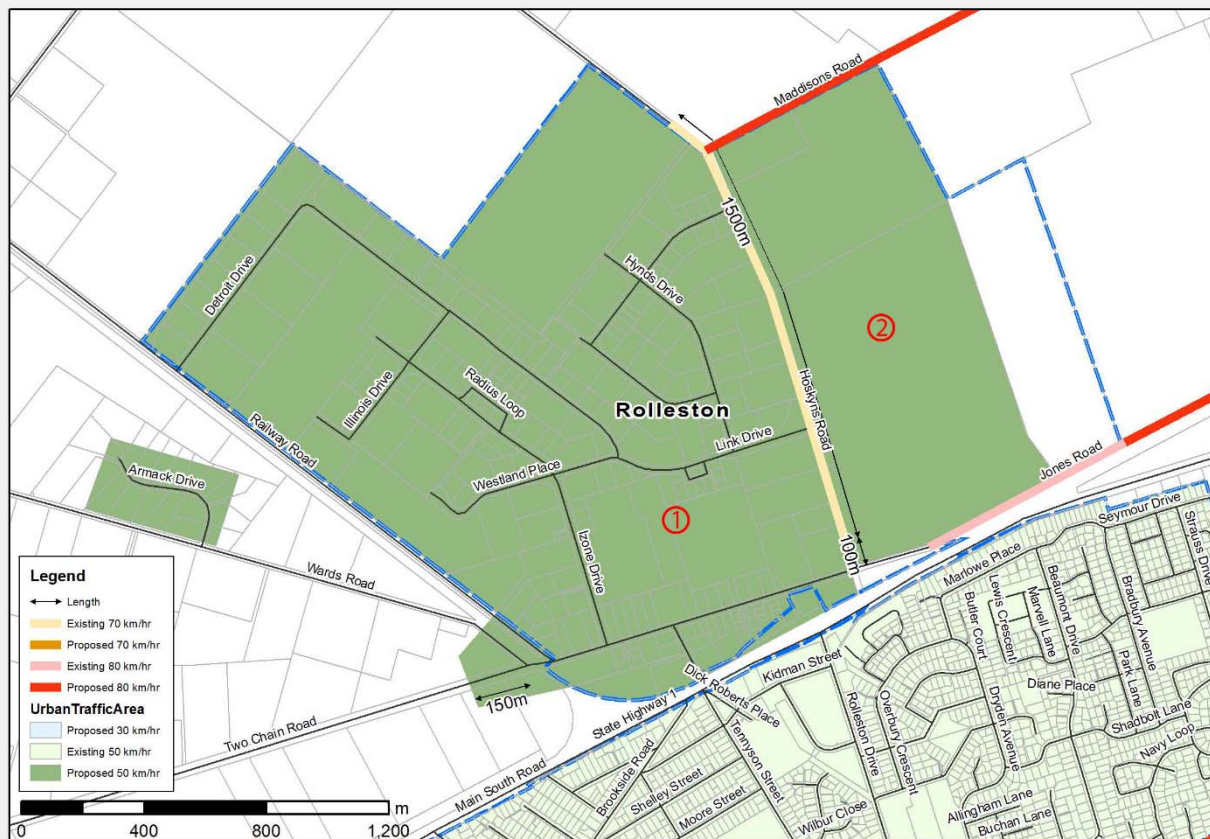 Maddisons Road
1500m
Hynds Drive
Detroit Drive
2
Radius Loop
Illinois Drive
Rolleston
Hoskyns Road
Link Drive
Railway Road
Westland Place
Jones Road
Armack Drive
1
Izone Drive
100m
Seymour Drive
Strauss Drive
Wards Road
Marlowe Place
Beaumont Drive
Bradbury Avenue
Lewis Crescent
Marvell Lane
Butler Court
Park Lane
Dick Roberts Place
Kidman Street
Diane Place
150m
State Highway 1
Rolleston Drive
Overbury Crescent
Dryden Avenue
Shadbolt Lane
Two Chain Road
Tennyson Street
Navy Loop
Main South Road
Brookside Road
Shelley Street
Moore Street
Wilbur Close
Allingham Lane
Buchan Lane
Legend
Length
Existing 70 km/hr
Proposed 70 km/hr
Existing 80 km/hr
Proposed 80 km/hr
UrbanTrafficArea
Proposed 30 km/hr
Existing 50 km/hr
Proposed 50 km/hr
m
0 400 800 1,200